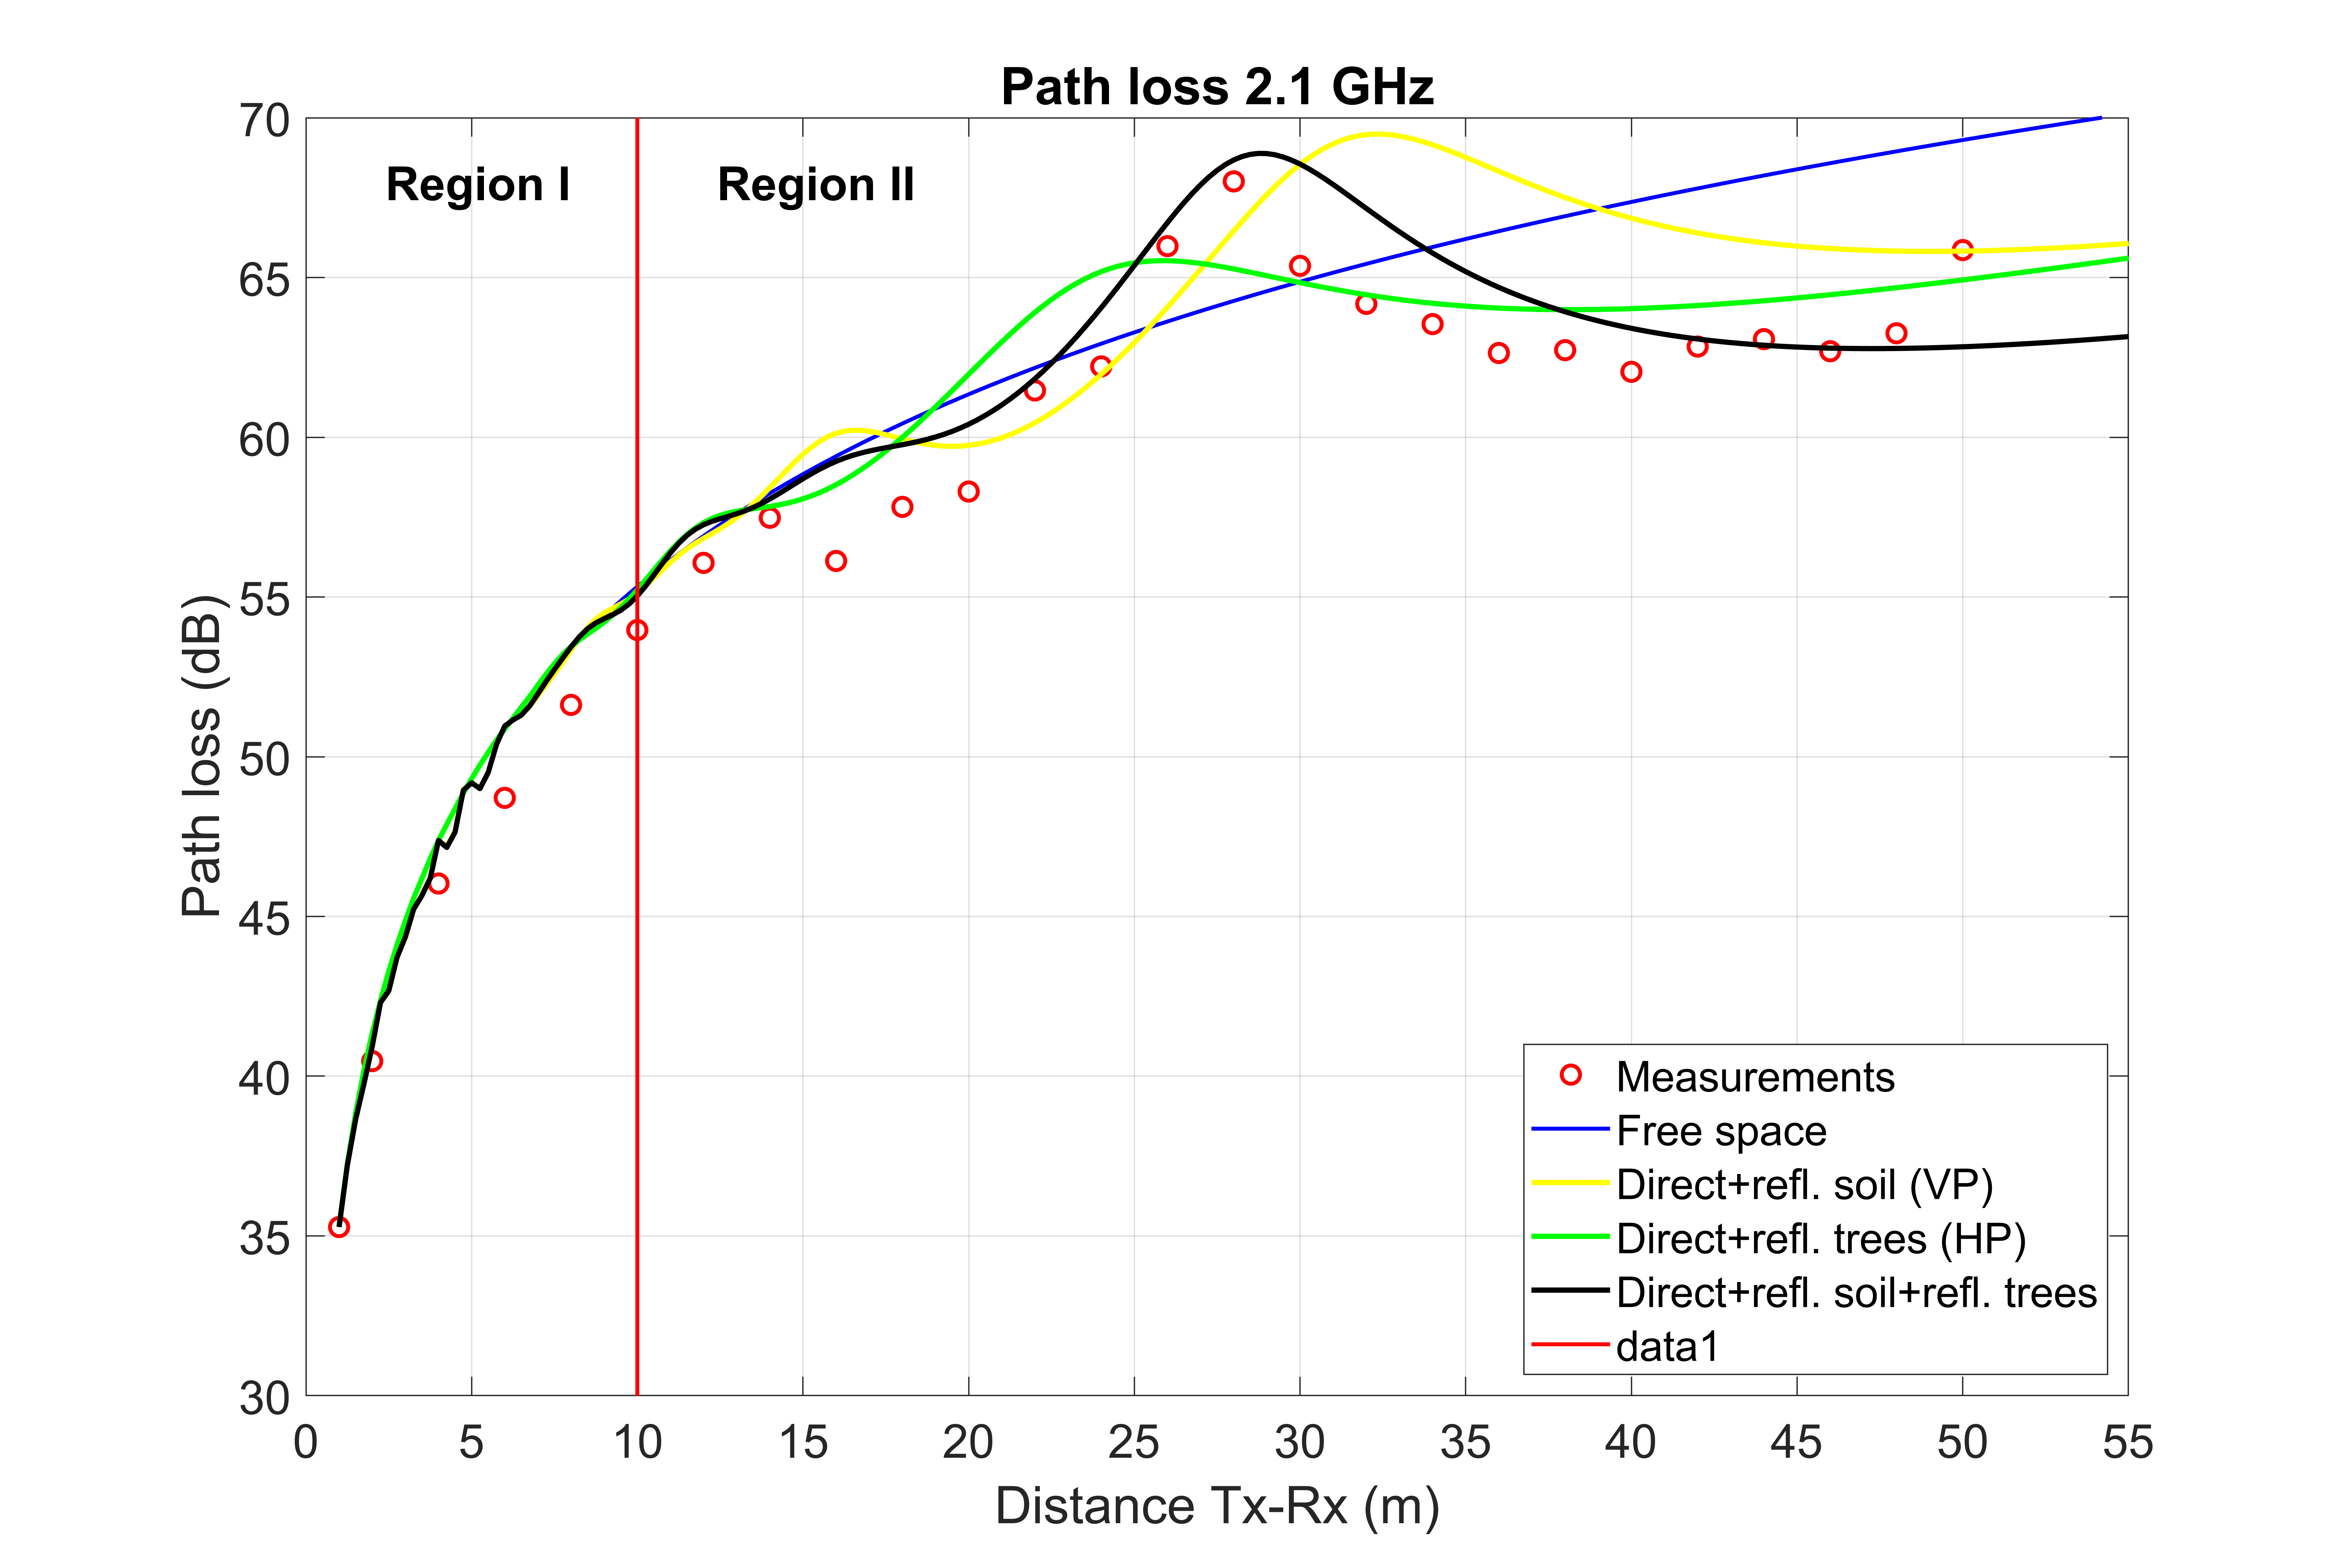 Path loss 2.1 GHz
Region I
Region II
Path loss (dB)
70
65
60
55
50
45
40
35
30
0 5 10 15 20 25 30 35 40 45 50 55
Distance Tx-Rx (m)
Measurements
Free space
Direct+refl. soil (VP)
Direct+refl. trees (HP)
Direct+refl. soil+refl. trees
data1